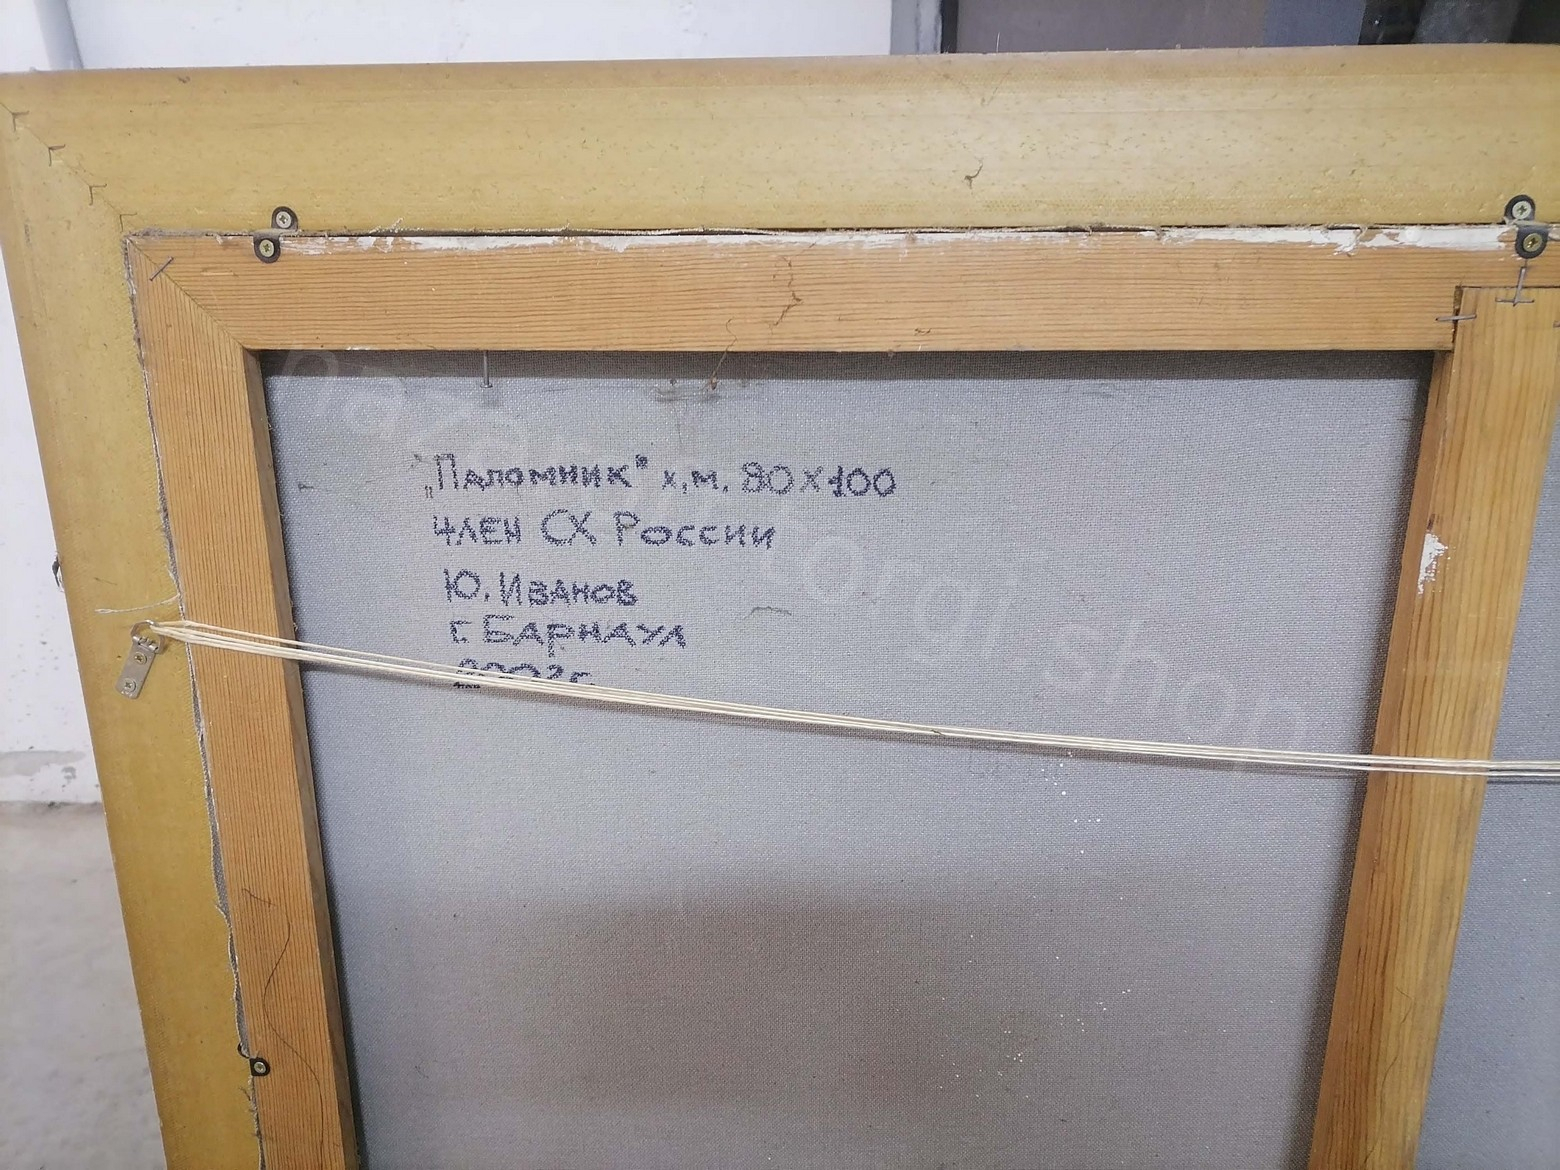 „Паломник" х,м. 80х100
член СХ России
Ю. Иванов
г. Барнаул